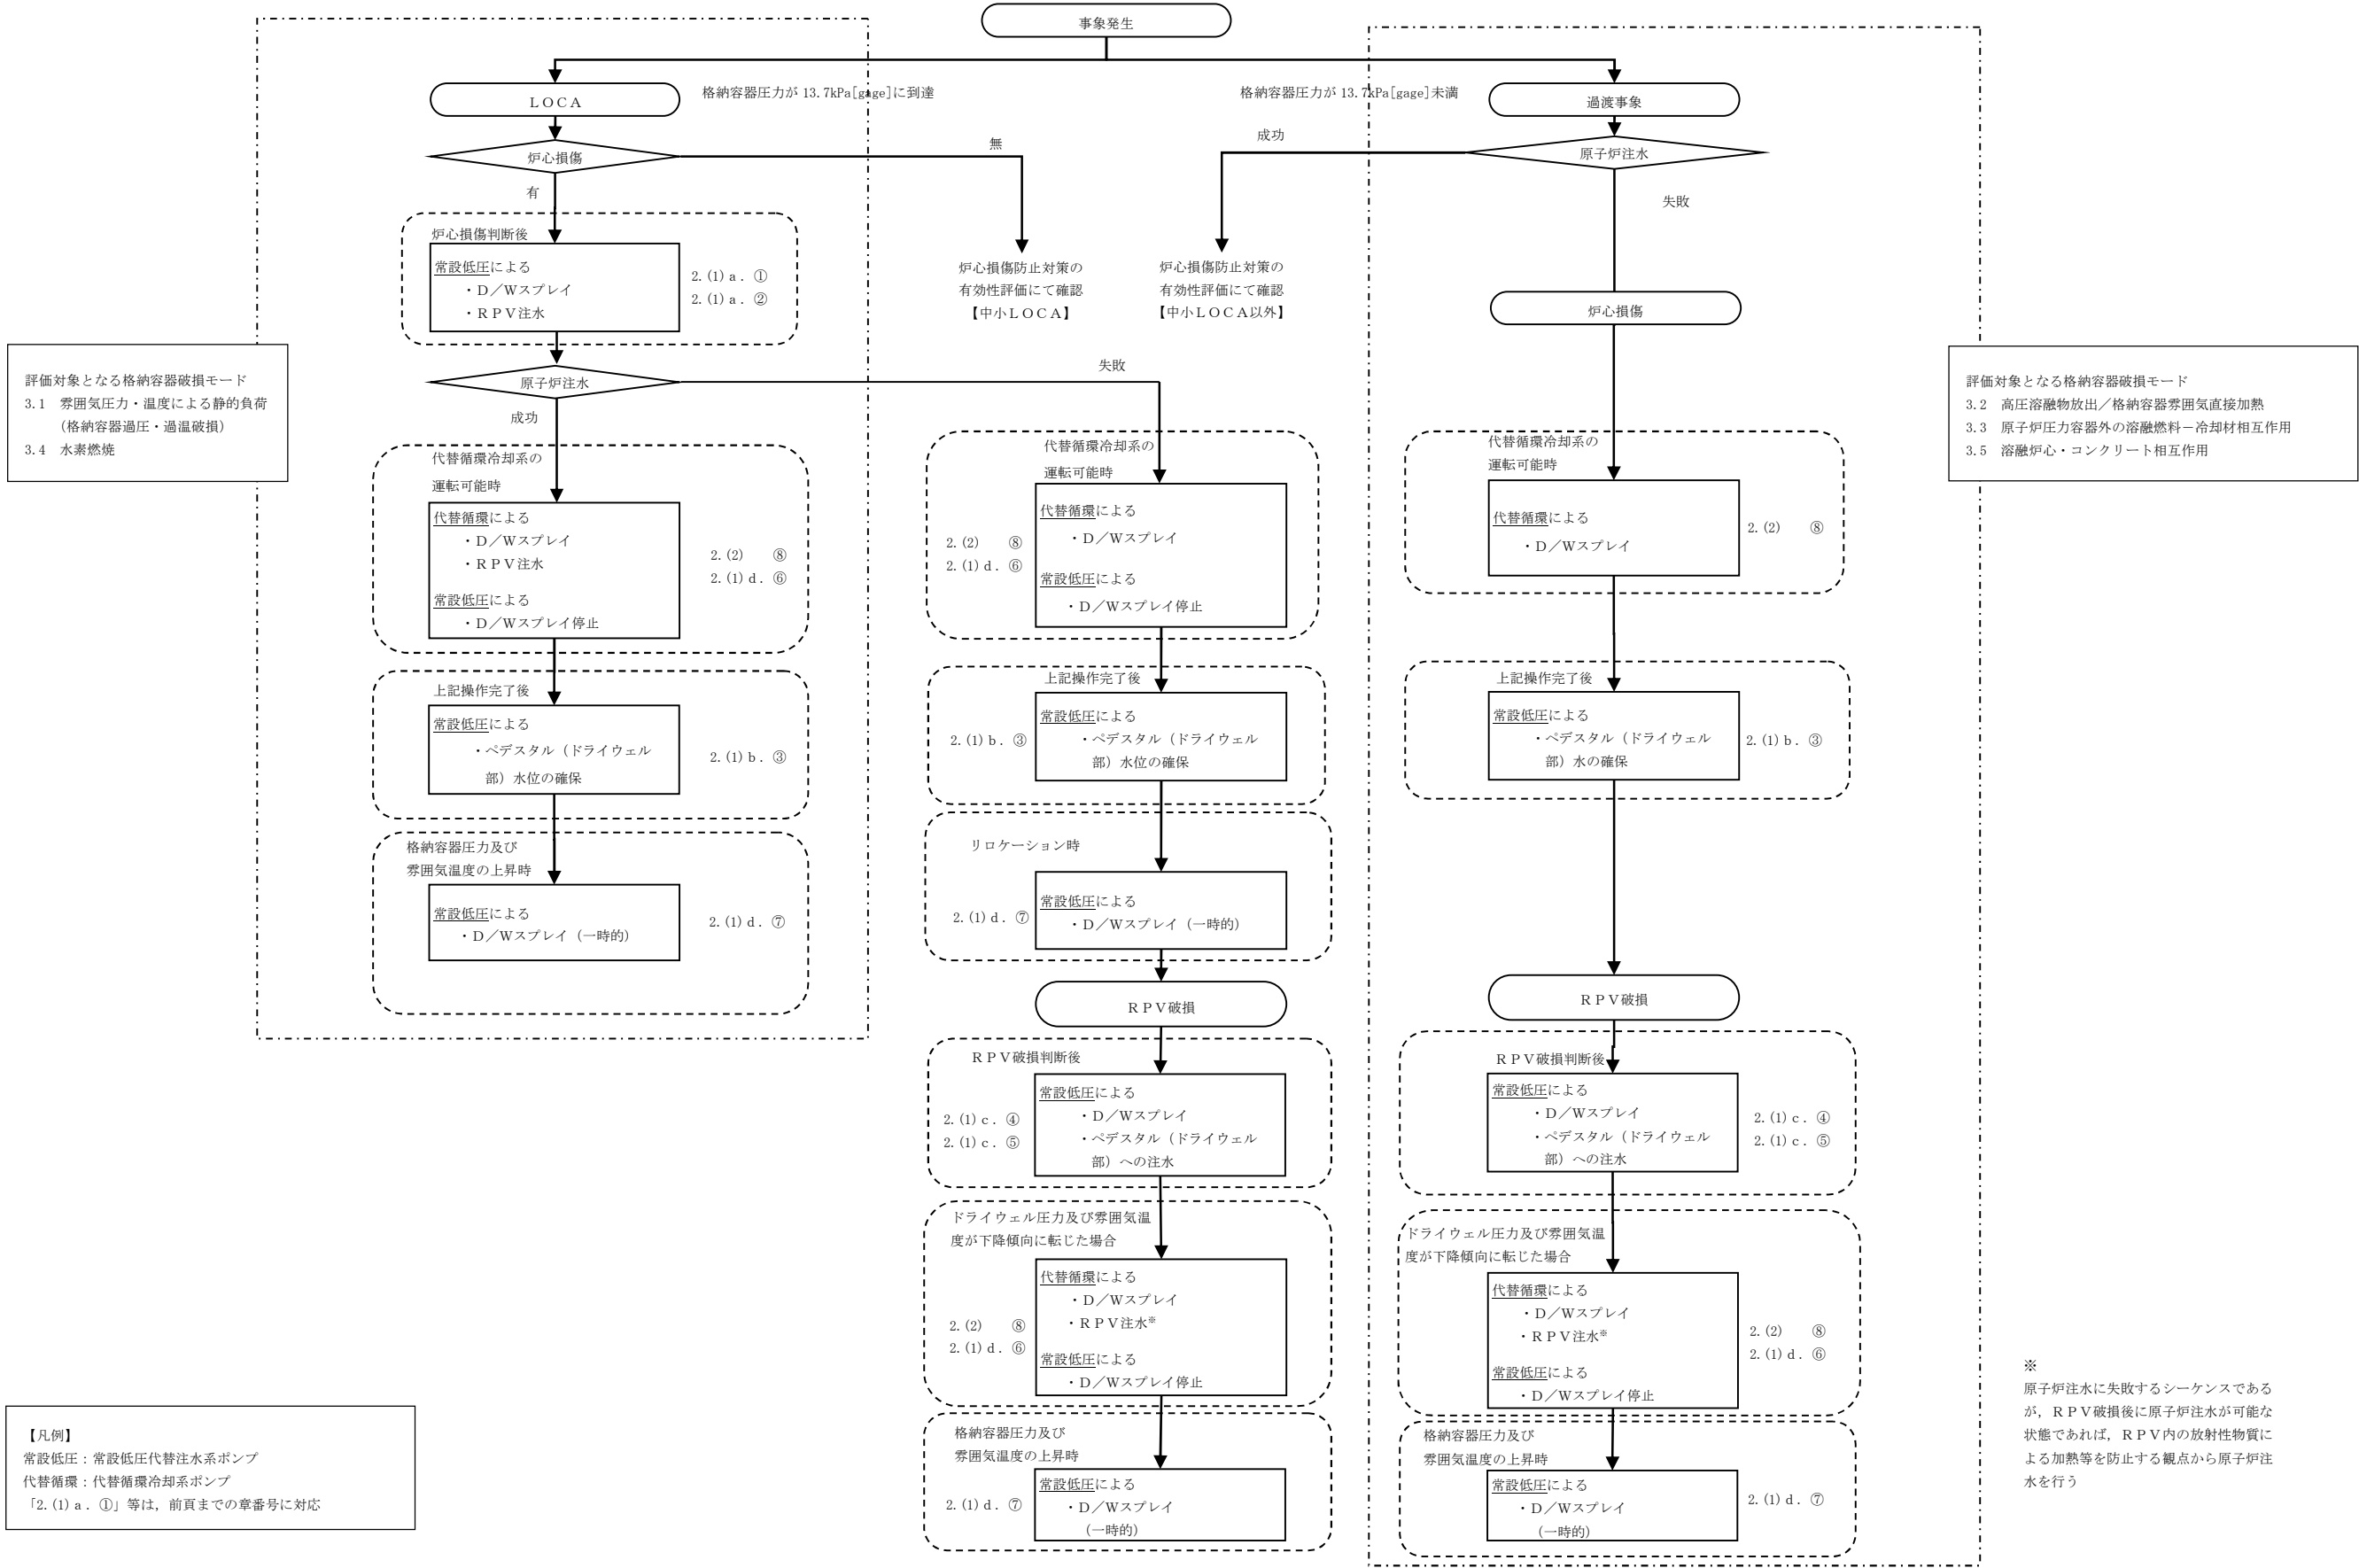 事象発生
格納容器圧力が 13.7kPa[gage]に到達
格納容器圧力が 13.7kPa[gage]未満
ＬＯＣＡ
炉心損傷
無
有
炉心損傷判断後
常設低圧による
・Ｄ／Ｗスプレイ
・ＲＰＶ注水
2.(1)ａ．①
2.(1)ａ．②
炉心損傷防止対策の
有効性評価にて確認
【中小ＬＯＣＡ】
原子炉注水
失敗
成功
評価対象となる格納容器破損モード
3.1　雰囲気圧力・温度による静的負荷
（格納容器過圧・過温破損）
3.4　水素燃焼
代替循環冷却系の
運転可能時
代替循環による
・Ｄ／Ｗスプレイ
・ＲＰＶ注水
常設低圧による
・Ｄ／Ｗスプレイ停止
2.(2)　　⑧
2.(1)ｄ．⑥
上記操作完了後
常設低圧による
・ペデスタル（ドライウェル
部）水位の確保
2.(1)ｂ．③
格納容器圧力及び
雰囲気温度の上昇時
常設低圧による
・Ｄ／Ｗスプレイ（一時的）
2.(1)ｄ．⑦
代替循環冷却系の
運転可能時
代替循環による
・Ｄ／Ｗスプレイ
常設低圧による
・Ｄ／Ｗスプレイ停止
2.(2)　　⑧
2.(1)ｄ．⑥
上記操作完了後
常設低圧による
・ペデスタル（ドライウェル
部）水位の確保
2.(1)ｂ．③
リロケーション時
常設低圧による
・Ｄ／Ｗスプレイ（一時的）
2.(1)ｄ．⑦
ＲＰＶ破損
ＲＰＶ破損判断後
常設低圧による
・Ｄ／Ｗスプレイ
・ペデスタル（ドライウェル
部）への注水
2.(1)ｃ．④
2.(1)ｃ．⑤
ドライウェル圧力及び雰囲気温
度が下降傾向に転じた場合
代替循環による
・Ｄ／Ｗスプレイ
・ＲＰＶ注水※
常設低圧による
・Ｄ／Ｗスプレイ停止
2.(2)　　⑧
2.(1)ｄ．⑥
格納容器圧力及び
雰囲気温度の上昇時
常設低圧による
・Ｄ／Ｗスプレイ
（一時的）
2.(1)ｄ．⑦
過渡事象
原子炉注水
成功
失敗
炉心損傷防止対策の
有効性評価にて確認
【中小ＬＯＣＡ以外】
炉心損傷
評価対象となる格納容器破損モード
3.2　高圧溶融物放出／格納容器雰囲気直接加熱
3.3　原子炉圧力容器外の溶融燃料－冷却材相互作用
3.5　溶融炉心・コンクリート相互作用
代替循環冷却系の
運転可能時
代替循環による
・Ｄ／Ｗスプレイ
2.(2)　　⑧
上記操作完了後
常設低圧による
・ペデスタル（ドライウェル
部）水の確保
2.(1)ｂ．③
ＲＰＶ破損
ＲＰＶ破損判断後
常設低圧による
・Ｄ／Ｗスプレイ
・ペデスタル（ドライウェル
部）への注水
2.(1)ｃ．④
2.(1)ｃ．⑤
ドライウェル圧力及び雰囲気温
度が下降傾向に転じた場合
代替循環による
・Ｄ／Ｗスプレイ
・ＲＰＶ注水※
常設低圧による
・Ｄ／Ｗスプレイ停止
2.(2)　　⑧
2.(1)ｄ．⑥
格納容器圧力及び
雰囲気温度の上昇時
常設低圧による
・Ｄ／Ｗスプレイ
（一時的）
2.(1)ｄ．⑦
※
原子炉注水に失敗するシーケンスである
が，ＲＰＶ破損後に原子炉注水が可能な
状態であれば，ＲＰＶ内の放射性物質に
よる加熱等を防止する観点から原子炉注
水を行う
【凡例】
常設低圧：常設低圧代替注水系ポンプ
代替循環：代替循環冷却系ポンプ
「2.(1)ａ．①」等は，前頁までの章番号に対応